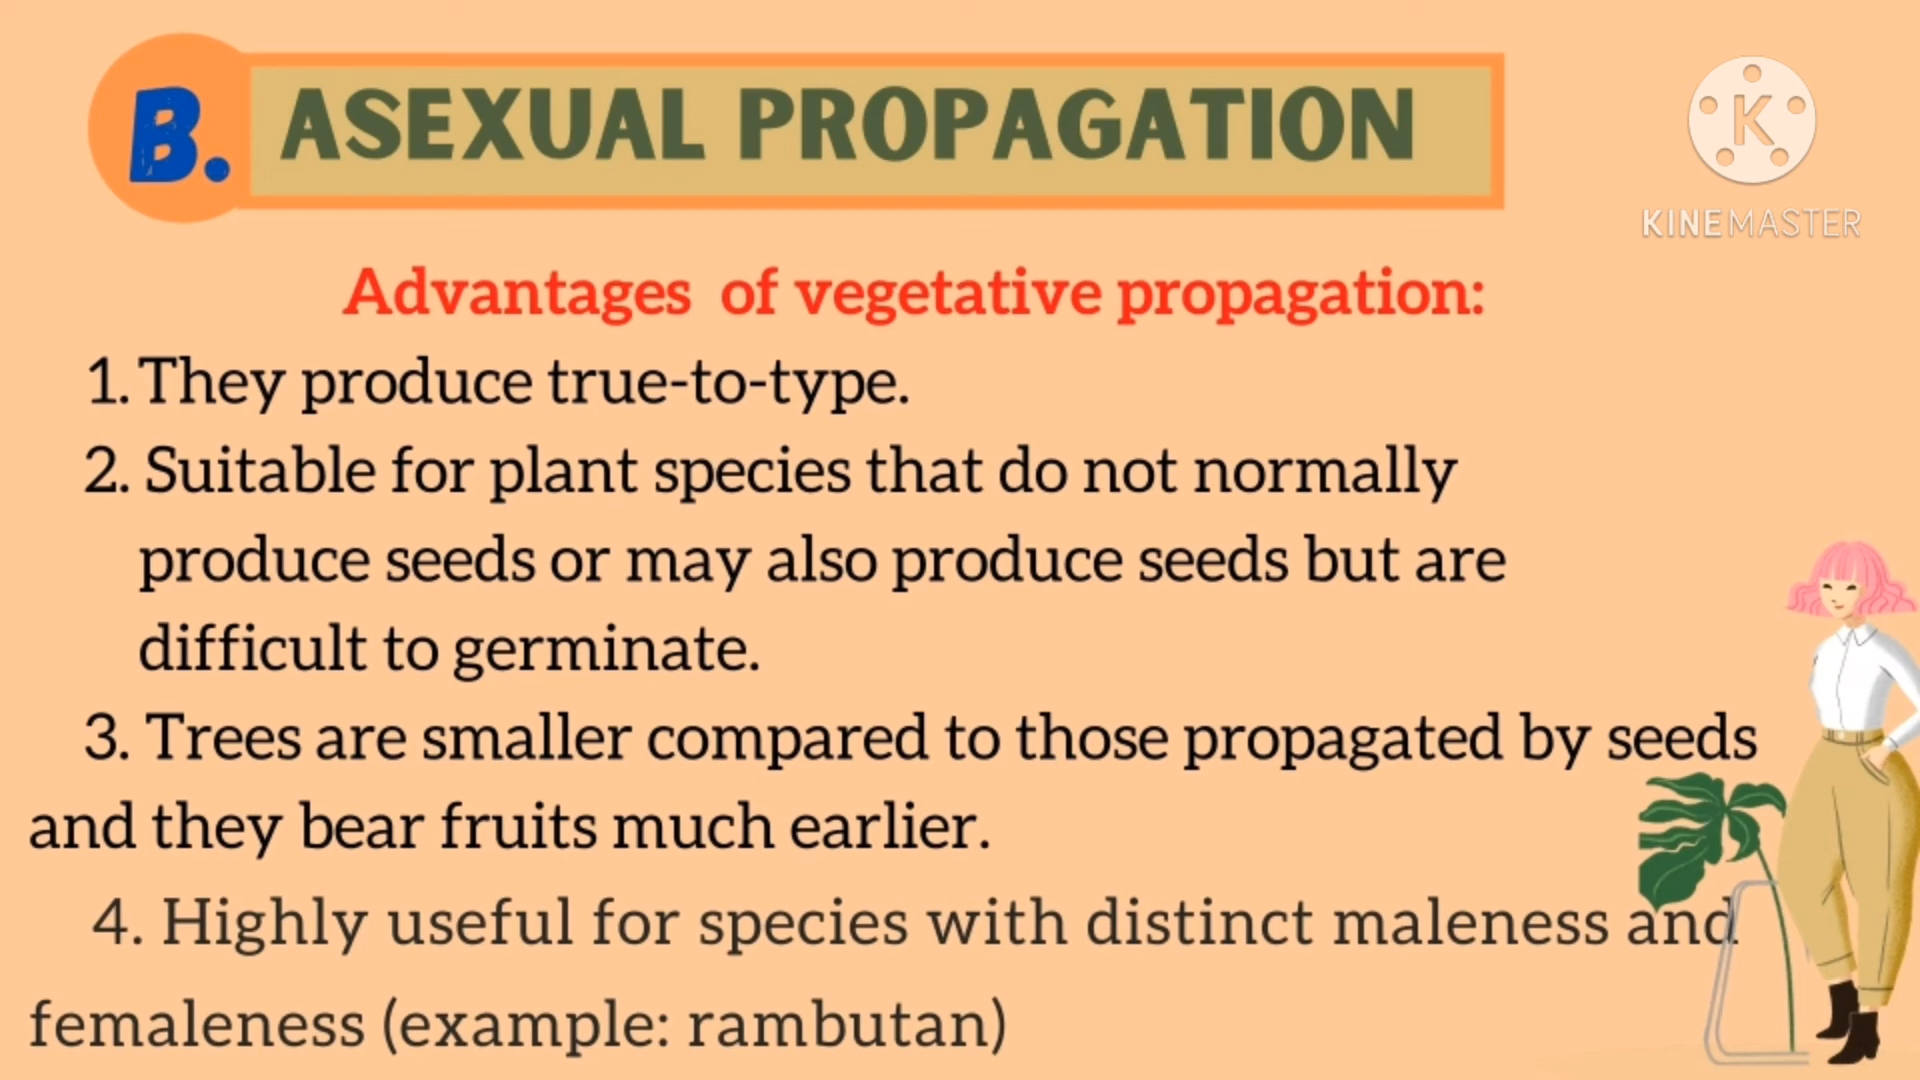 B. ASEXUAL PROPAGATION
K
KINEMASTER
Advantages of vegetative propagation:
1. They produce true-to-type.
2. Suitable for plant species that do not normally
produce seeds or may also produce seeds but are
difficult to germinate.
3. Trees are smaller compared to those propagated by seeds
and they bear fruits much earlier.
4. Highly useful for species with distinct maleness and
femaleness (example: rambutan)